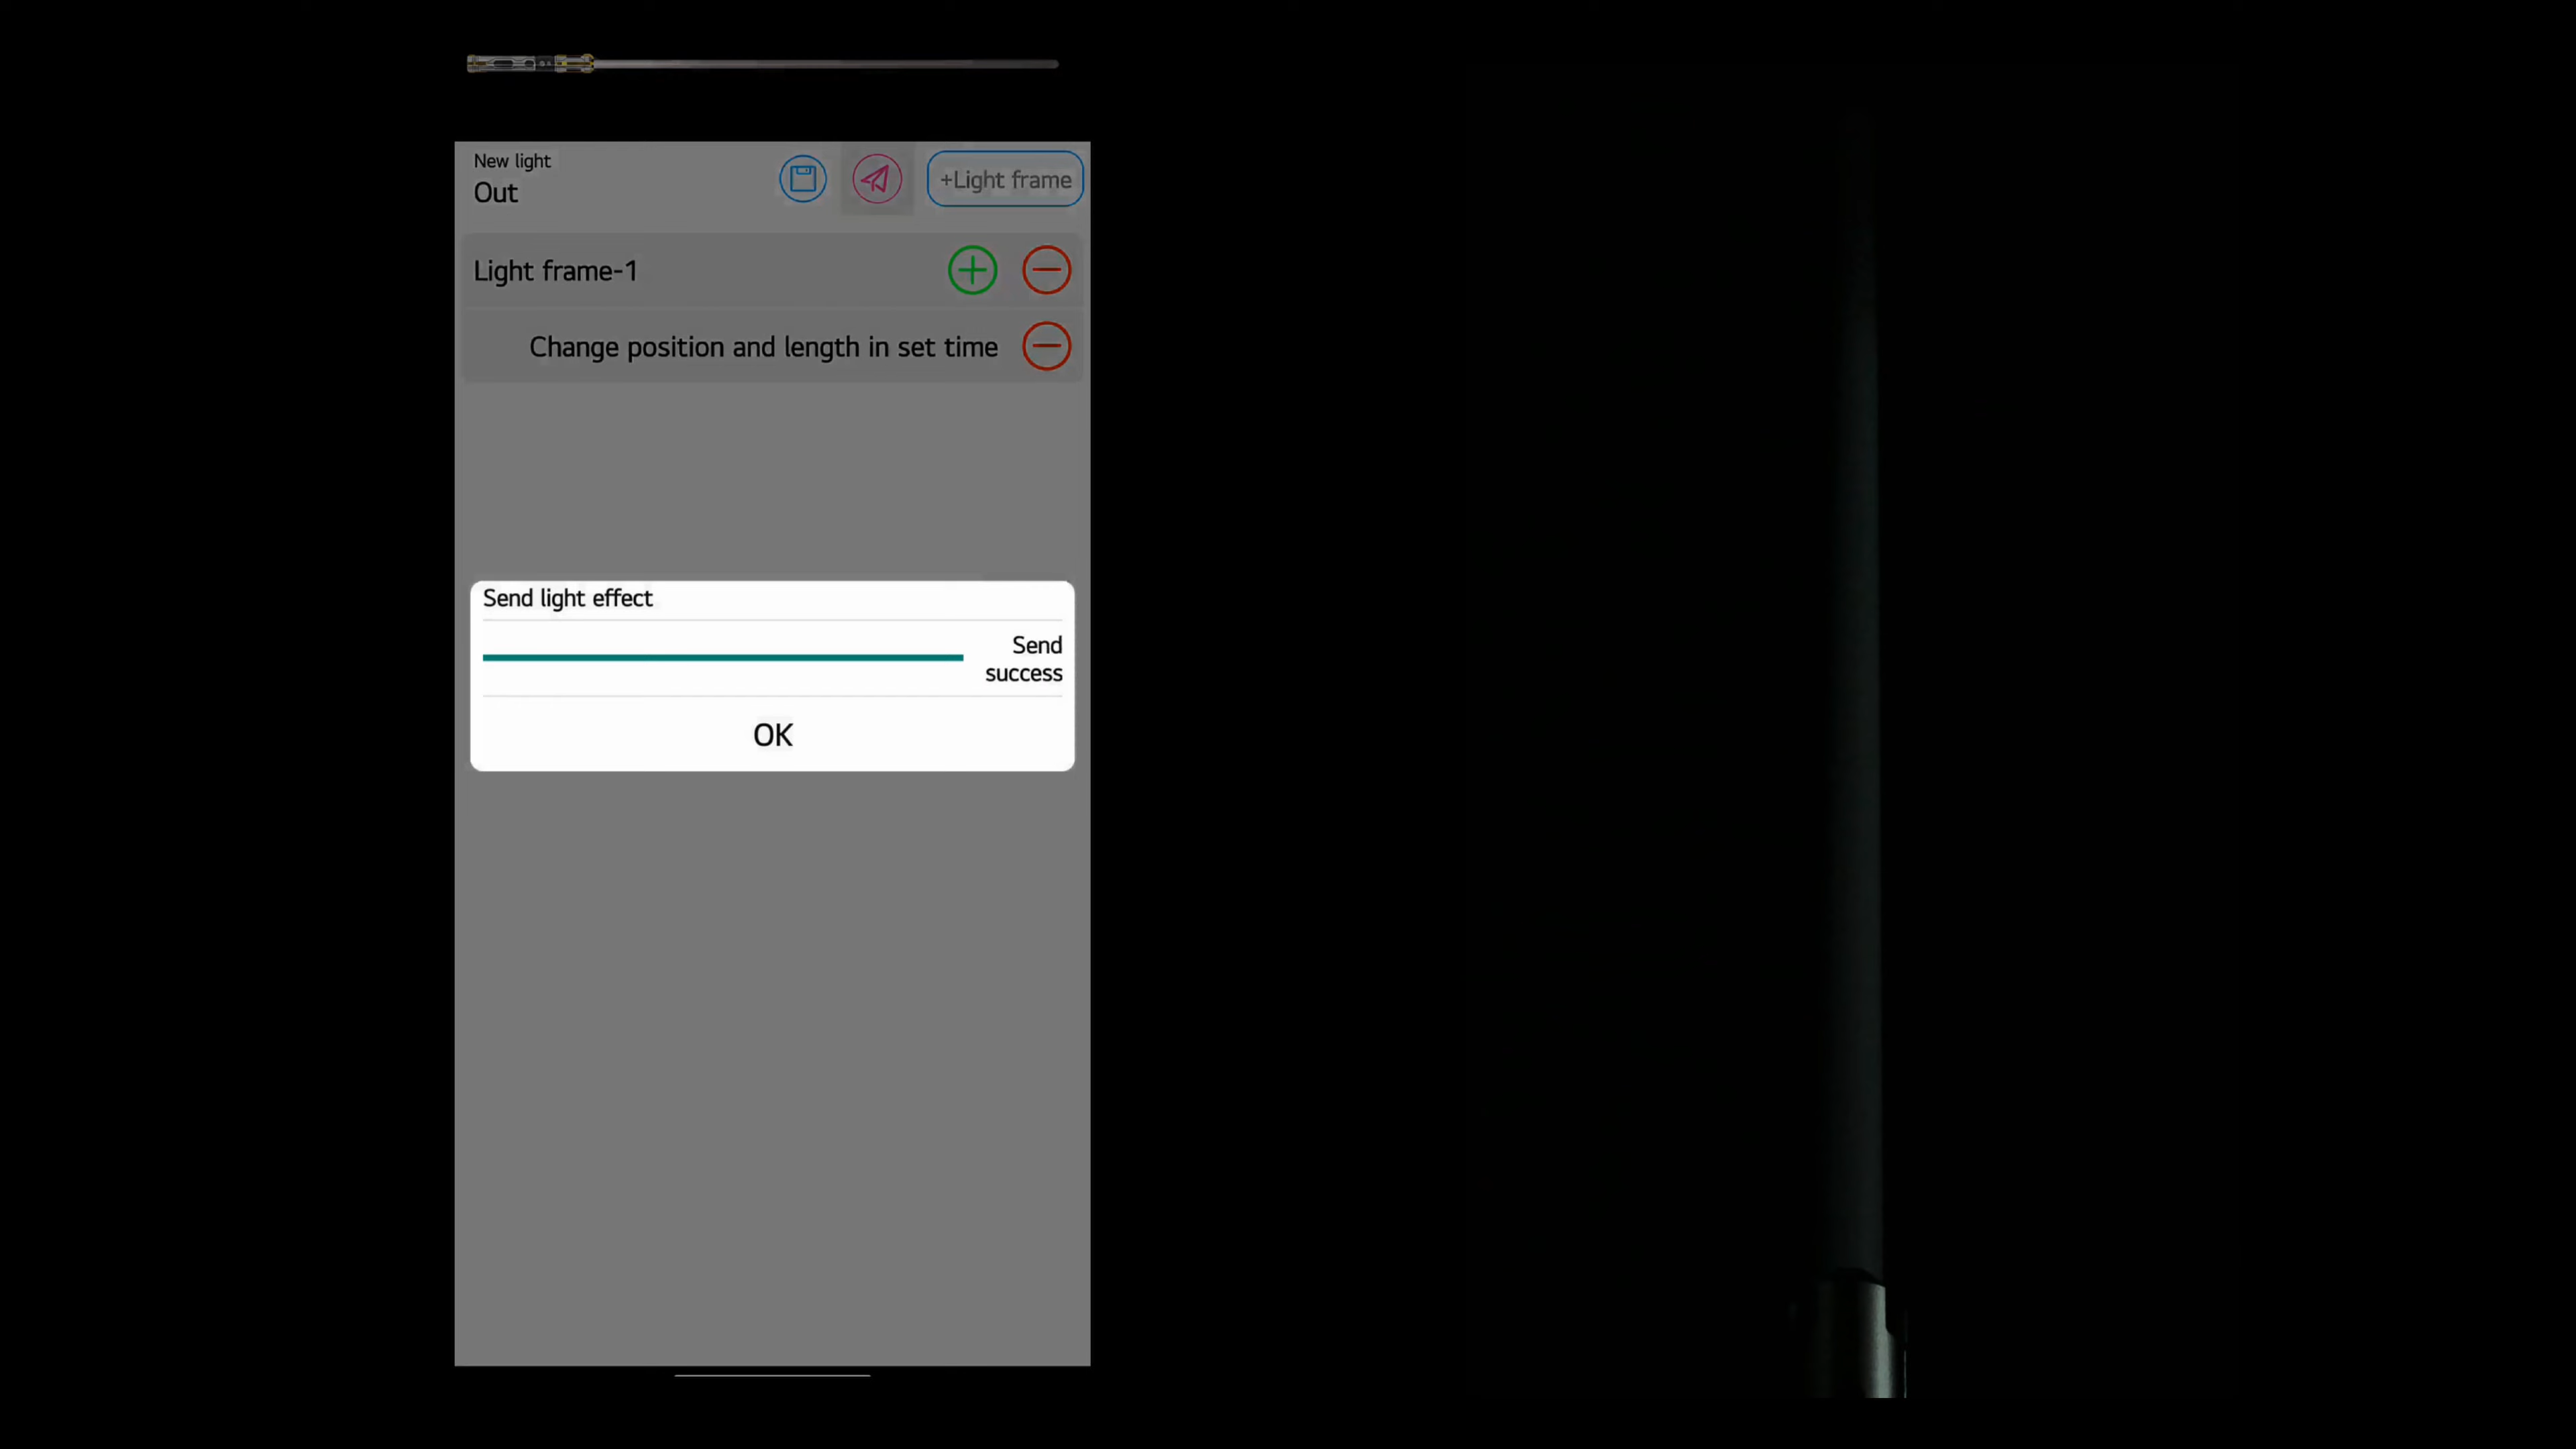 New light
Out
+Light frame
Light frame-1
Change position and length in set time
Send light effect
Send
success
OK